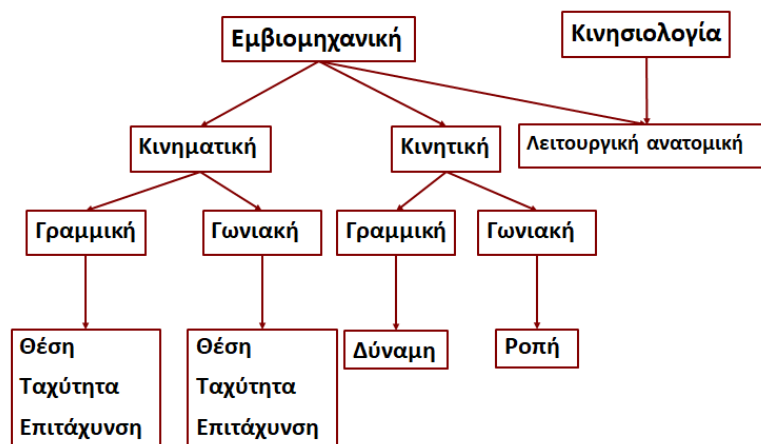 Εμβιομηχανική
Κινησιολογία
Κινηματική
Κινητική
Λειτουργική ανατομική
Γραμμική
Γωνιακή
Γραμμική
Γωνιακή
Θέση
Ταχύτητα
Επιτάχυνση
Θέση
Ταχύτητα
Επιτάχυνση
Δύναμη
Ροπή